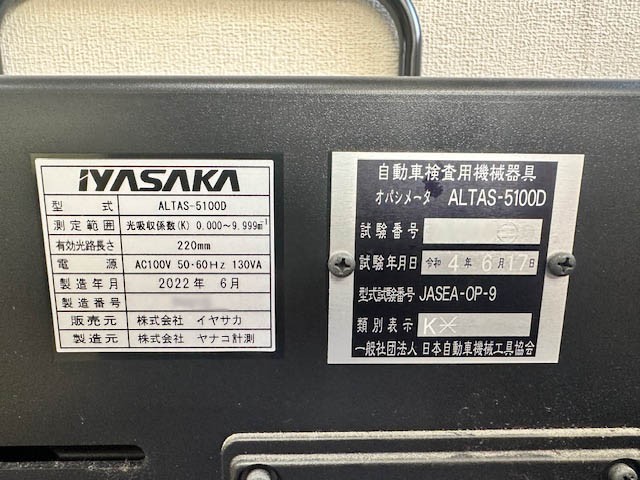 IYASAKA
型式 ALTAS-5100D
測定範囲 光吸収係数(K) 0.000～9.999m⁻¹
有効光路長さ 220mm
電源 AC100V 50・60Hz 130VA
製造年月 2022年 6月
製造番号
販売元 株式会社 イヤサカ
製造元 株式会社 ヤナコ計測
自動車検査用機械器具
オパシメータ ALTAS-5100D
試験番号
試験年月日 令和 4 年 6 月 17 日
型式試験番号 JASEA-OP-9
類別表示 K
一般社団法人 日本自動車機械工具協会